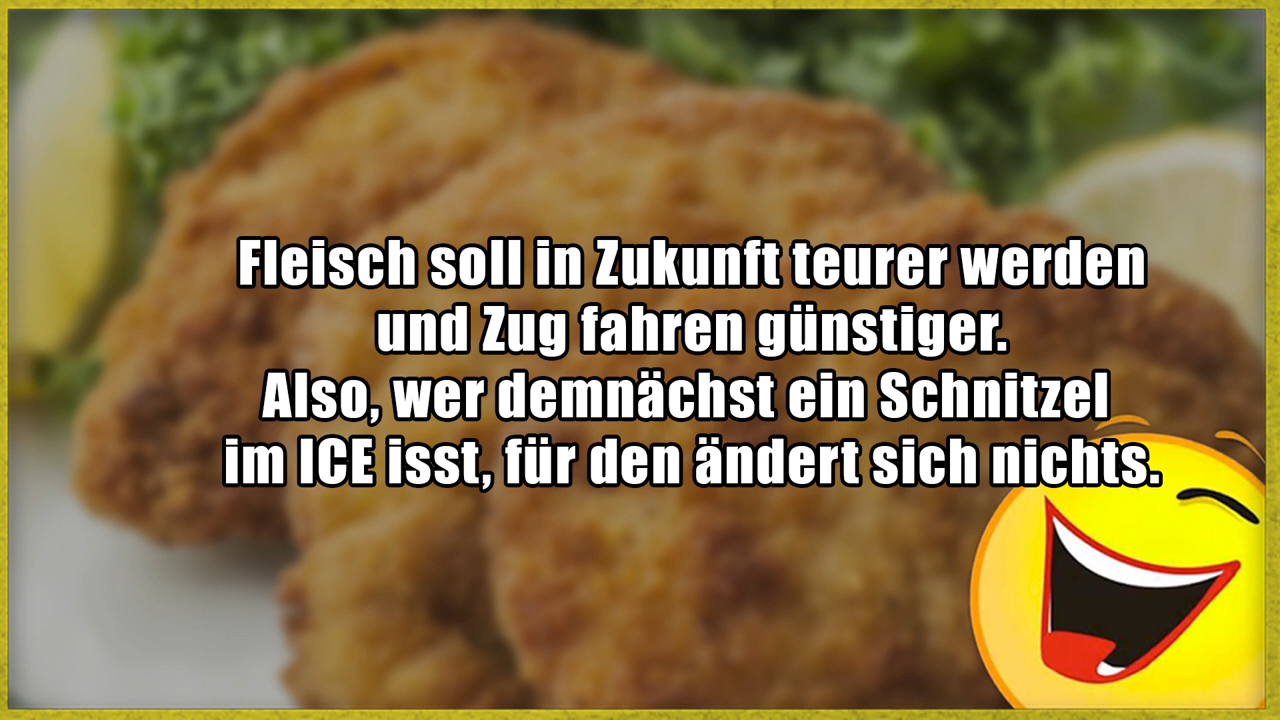 Fleisch soll in Zukunft teurer werden
und Zug fahren günstiger.
Also, wer demnächst ein Schnitzel
im ICE isst, für den ändert sich nichts.